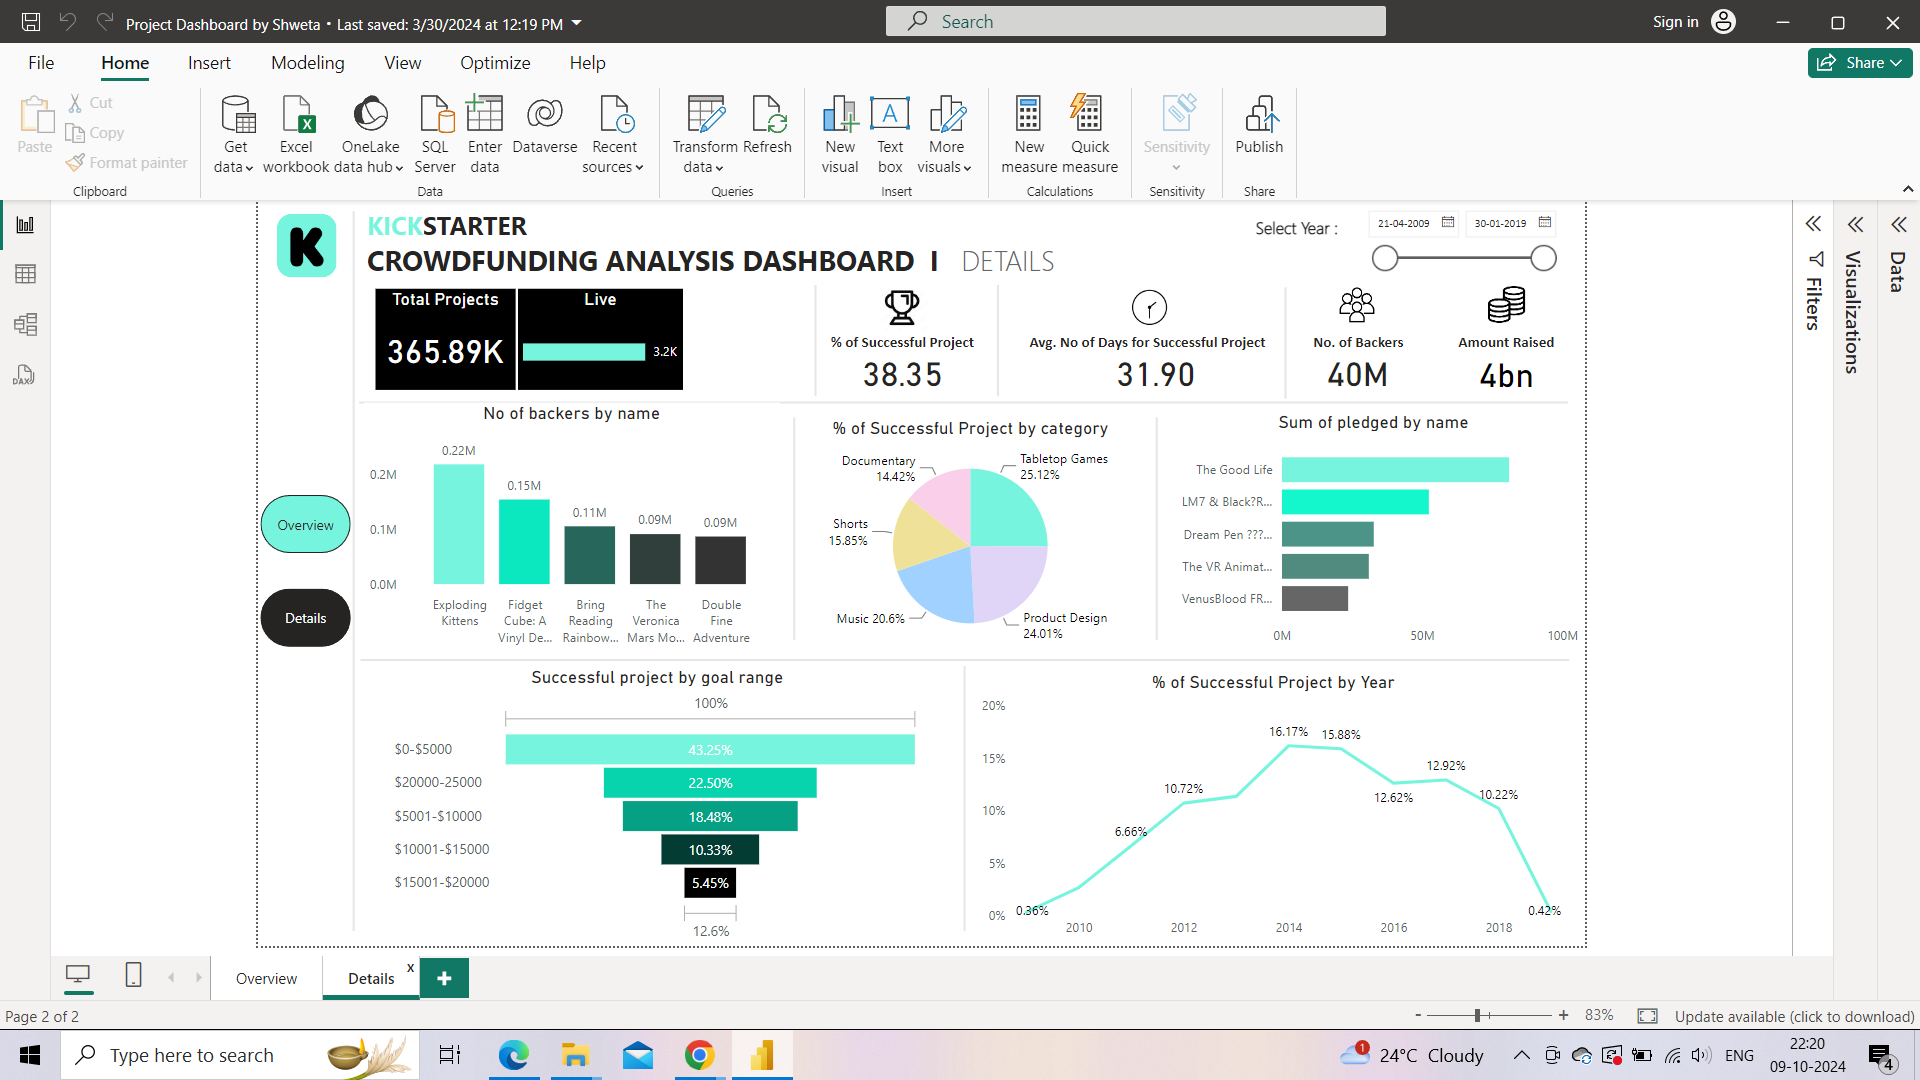 Project Dashboard by Shweta • Last saved: 3/30/2024 at 12:19 PM
Search
Sign in
File Home Insert Modeling View Optimize Help
Share
Paste
Cut
Copy
Format painter
Clipboard
Get data
Excel workbook
OneLake data hub
SQL Server
Enter data
Dataverse
Recent sources
Data
Transform data
Refresh
Queries
New visual
Text box
More visuals
Insert
New measure
Quick measure
Calculations
Sensitivity
Sensitivity
Publish
Share
DAX
K
KICKSTARTER
CROWDFUNDING ANALYSIS DASHBOARD I DETAILS
Select Year :
21-04-2009
30-01-2019
Filters
Visualizations
Data
Total Projects
365.89K
Live
3.2K
% of Successful Project
38.35
Avg. No of Days for Successful Project
31.90
No. of Backers
40M
Amount Raised
4bn
Overview
Details
No of backers by name
0.2M
0.1M
0.0M
0.22M
0.15M
0.11M
0.09M
0.09M
Exploding Kittens
Fidget Cube: A Vinyl De...
Bring Reading Rainbow...
The Veronica Mars Mo...
Double Fine Adventure
% of Successful Project by category
Documentary 14.42%
Tabletop Games 25.12%
Shorts 15.85%
Music 20.6%
Product Design 24.01%
Sum of pledged by name
The Good Life
LM7 & Black?R...
Dream Pen ???...
The VR Animat...
VenusBlood FR...
0M 50M 100M
Successful project by goal range
100%
$0-$5000 43.25%
$20000-25000 22.50%
$5001-$10000 18.48%
$10001-$15000 10.33%
$15001-$20000 5.45%
12.6%
% of Successful Project by Year
20%
15%
10%
5%
0%
0.36%
6.66%
10.72%
16.17%
15.88%
12.62%
12.92%
10.22%
0.42%
2010 2012 2014 2016 2018
Overview
Details x
+
Page 2 of 2
- + 83%
Update available (click to download)
Type here to search
1
24°C Cloudy
ENG
22:20
09-10-2024
4